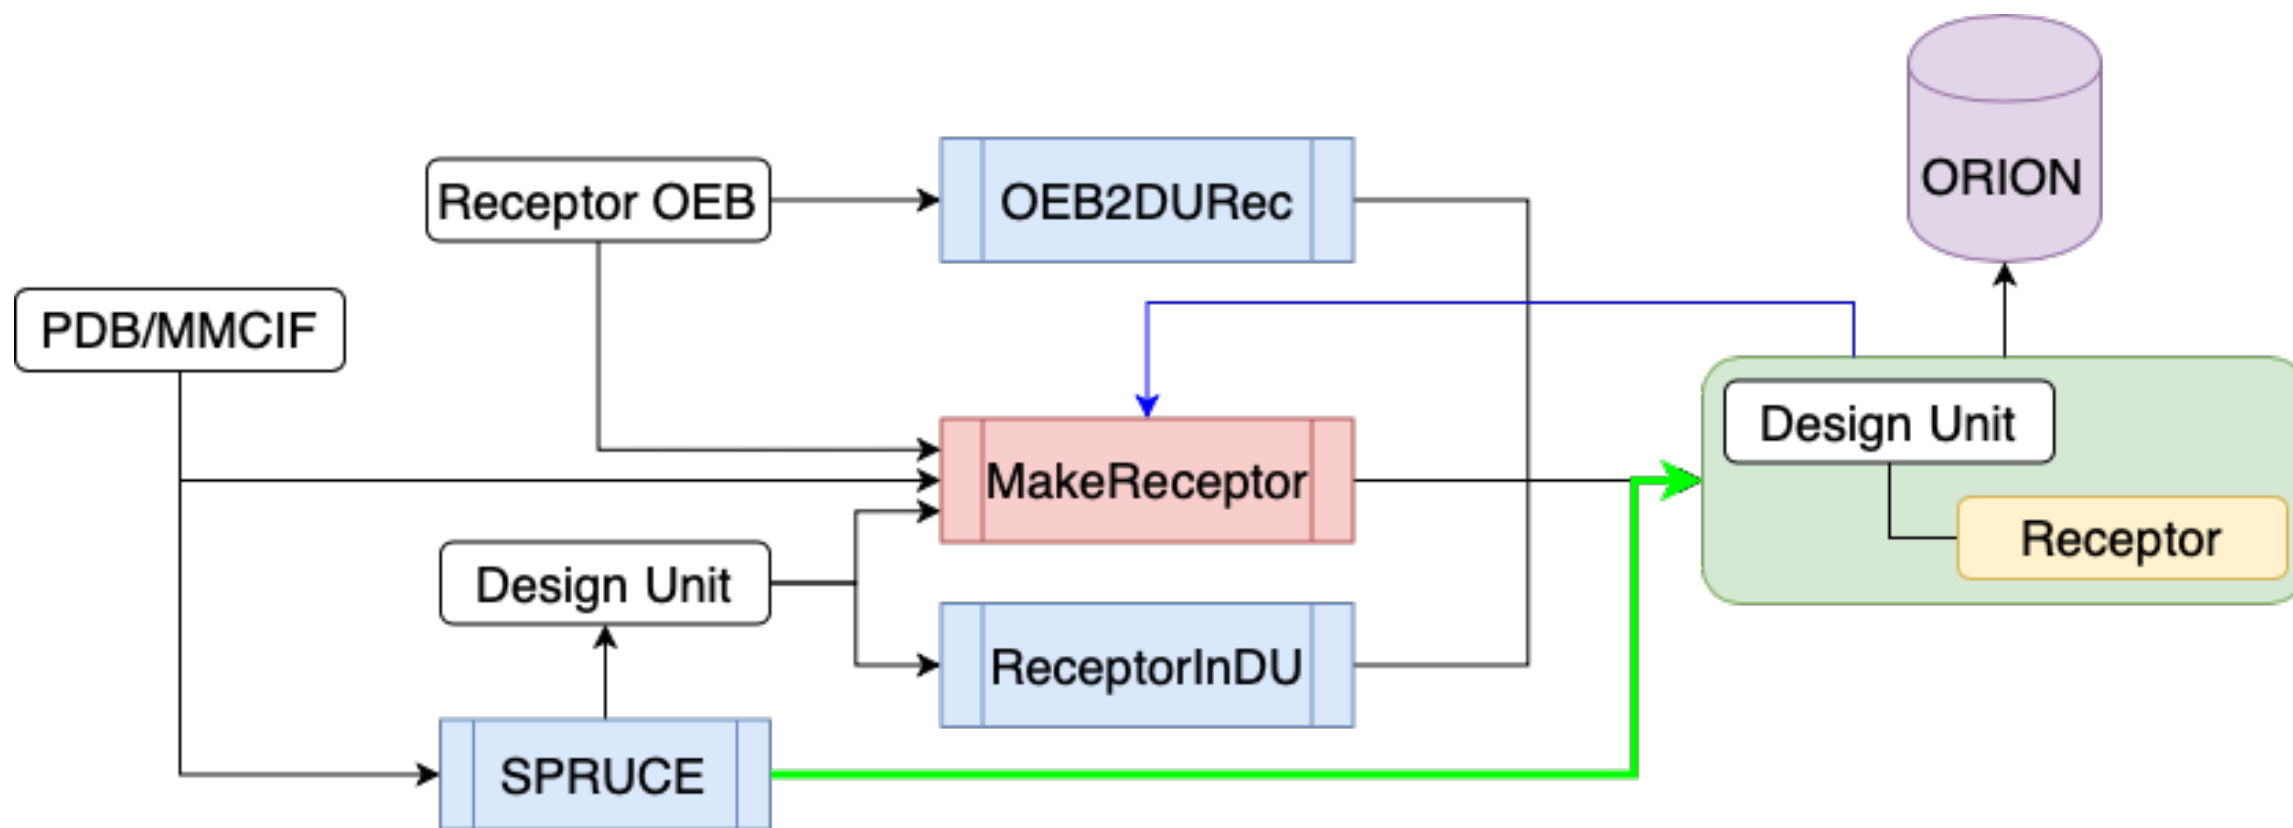 ORION
Receptor OEB
OEB2DURec
PDB/MMCIF
Design Unit
MakeReceptor
Receptor
Design Unit
ReceptorInDU
SPRUCE